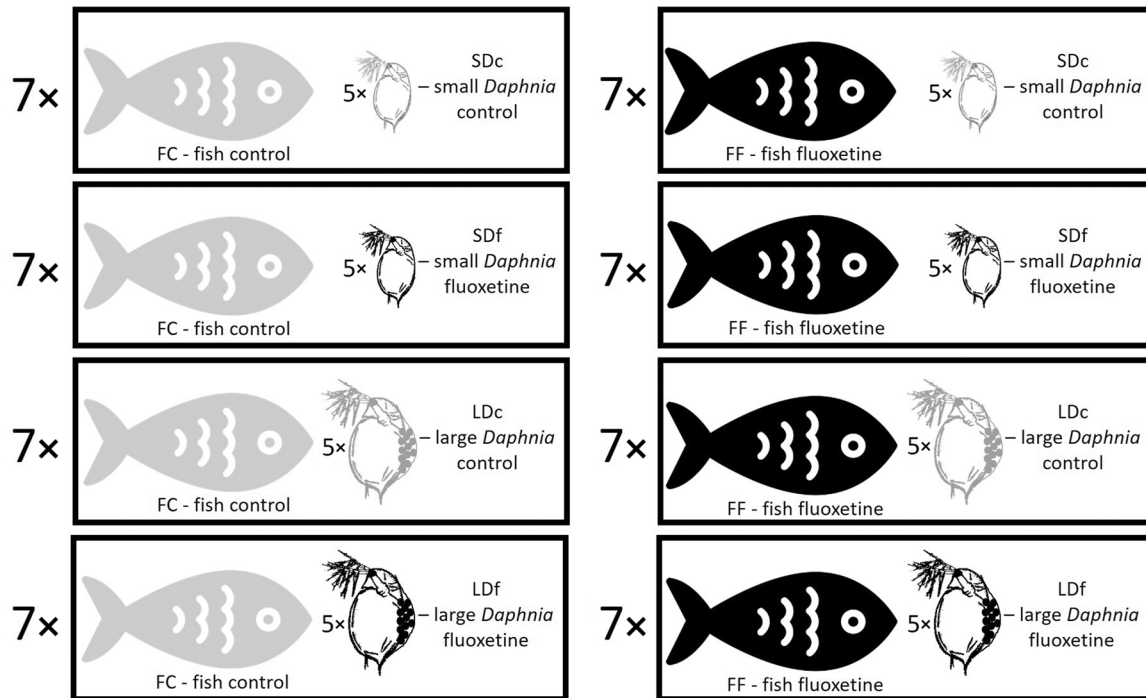 7×
5×
SDc
– small Daphnia
control
FC - fish control
7×
5×
SDc
– small Daphnia
control
FF - fish fluoxetine
7×
5×
SDf
– small Daphnia
fluoxetine
FC - fish control
7×
5×
SDf
– small Daphnia
fluoxetine
FF - fish fluoxetine
7×
5×
LDc
– large Daphnia
control
FC - fish control
7×
5×
LDc
– large Daphnia
control
FF - fish fluoxetine
7×
5×
LDf
– large Daphnia
fluoxetine
FC - fish control
7×
5×
LDf
– large Daphnia
fluoxetine
FF - fish fluoxetine